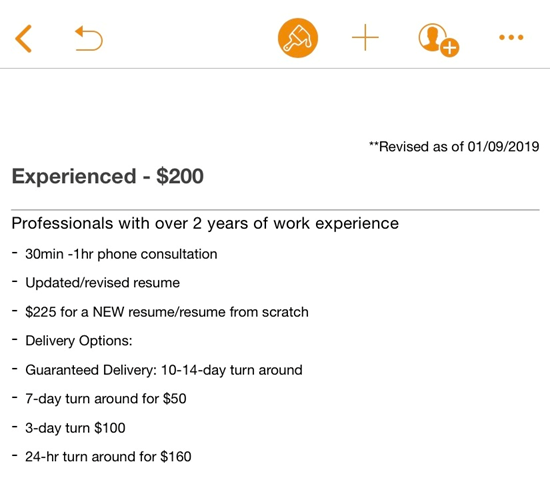 **Revised as of 01/09/2019
Experienced - $200
Professionals with over 2 years of work experience
- 30min -1hr phone consultation
- Updated/revised resume
- $225 for a NEW resume/resume from scratch
- Delivery Options:
- Guaranteed Delivery: 10-14-day turn around
- 7-day turn around for $50
- 3-day turn $100
- 24-hr turn around for $160